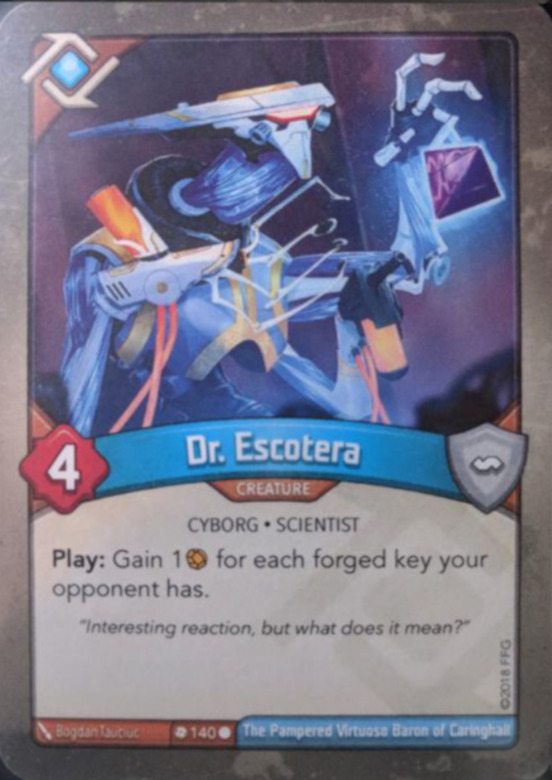 4
Dr. Escotera
CREATURE
CYBORG • SCIENTIST
Play: Gain 1 for each forged key your
opponent has.
"Interesting reaction, but what does it mean?"
©2018 FFG
Bogdan Tauciuc
140
The Pampered Virtuoso Baron of Caringhall